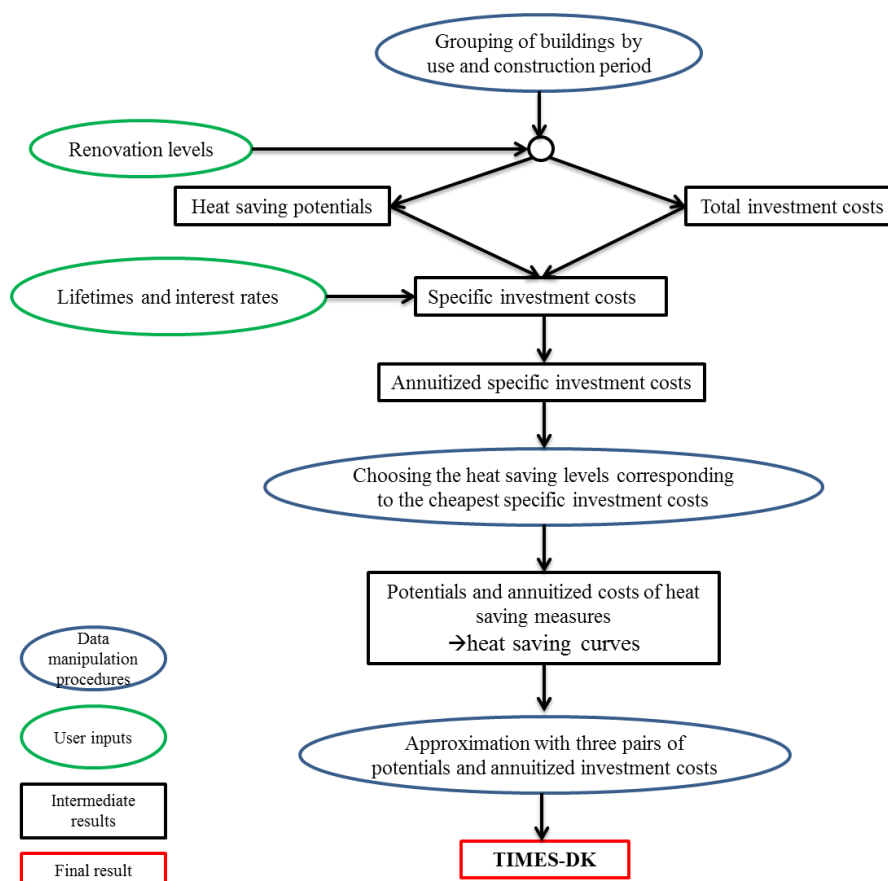 Grouping of buildings by
use and construction period
Renovation levels
Heat saving potentials
Total investment costs
Lifetimes and interest rates
Specific investment costs
Annuitized specific investment costs
Choosing the heat saving levels corresponding
to the cheapest specific investment costs
Potentials and annuitized costs of heat
saving measures
→heat saving curves
Data
manipulation
procedures
User inputs
Approximation with three pairs of
potentials and annuitized investment costs
Intermediate
results
Final result
TIMES-DK